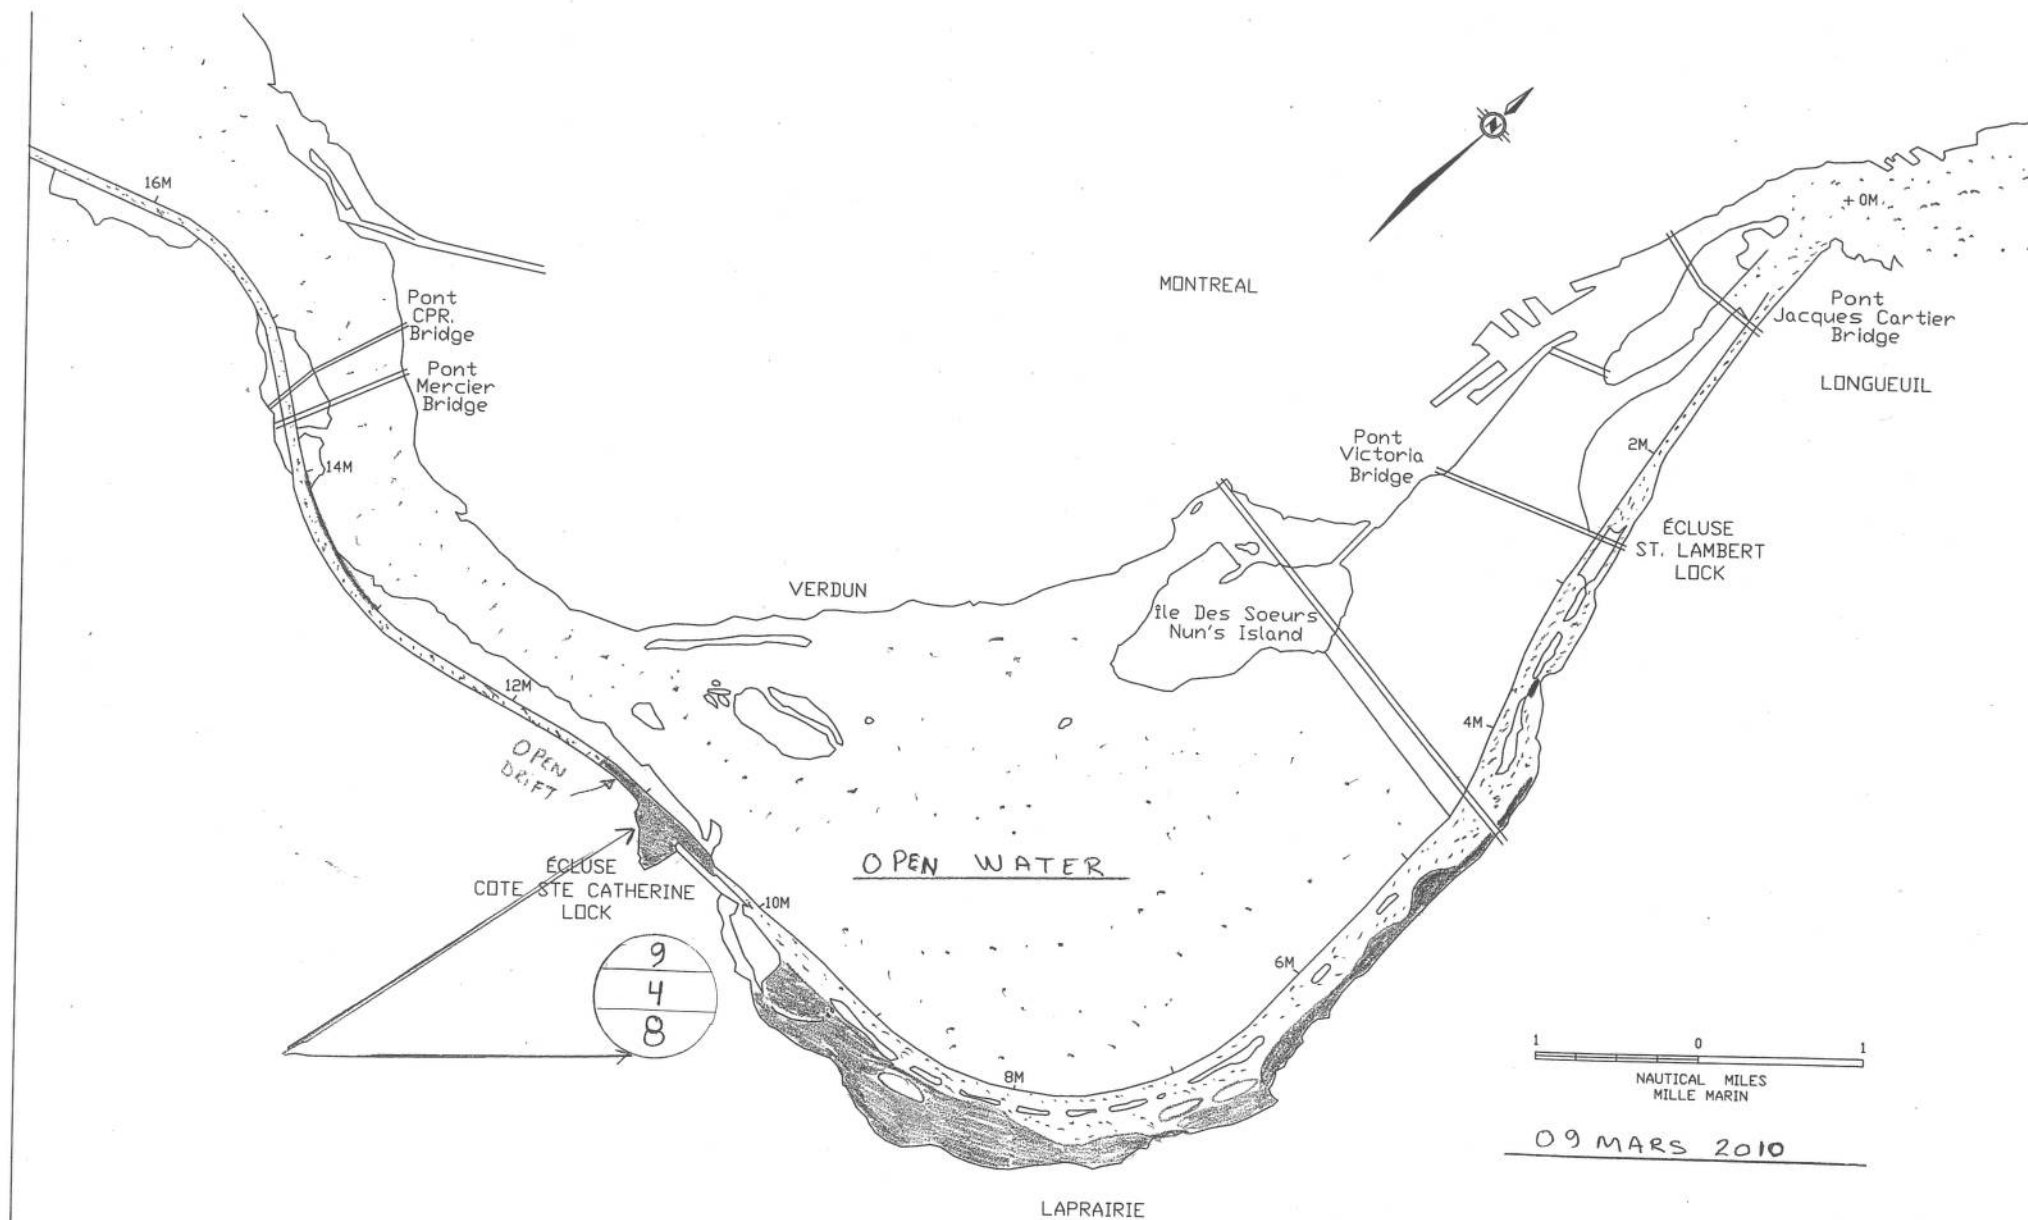 16M
+ 0M
MONTREAL
Pont
CPR.
Bridge
Pont
Jacques Cartier
Bridge
Pont
Mercier
Bridge
LONGUEUIL
14M
Pont
Victoria
Bridge
2M
ÉCLUSE
ST. LAMBERT
LOCK
VERDUN
île Des Soeurs
Nun's Island
12M
4M
OPEN
DRIFT
OPEN WATER
ÉCLUSE
COTE STE CATHERINE
LOCK
10M
9
4
8
6M
8M
1 0 1
NAUTICAL MILES
MILLE MARIN
09 MARS 2010
LAPRAIRIE
N